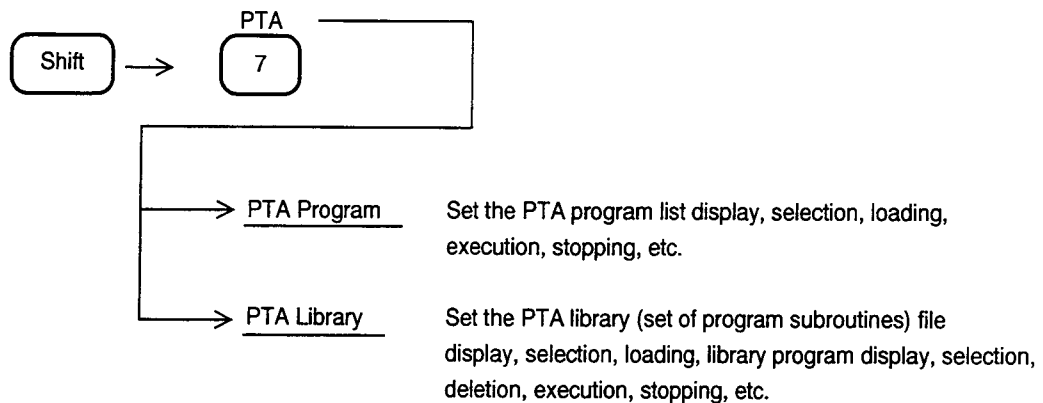 PTA
Shift
7
PTA Program
Set the PTA program list display, selection, loading,
execution, stopping, etc.
PTA Library
Set the PTA library (set of program subroutines) file
display, selection, loading, library program display, selection,
deletion, execution, stopping, etc.